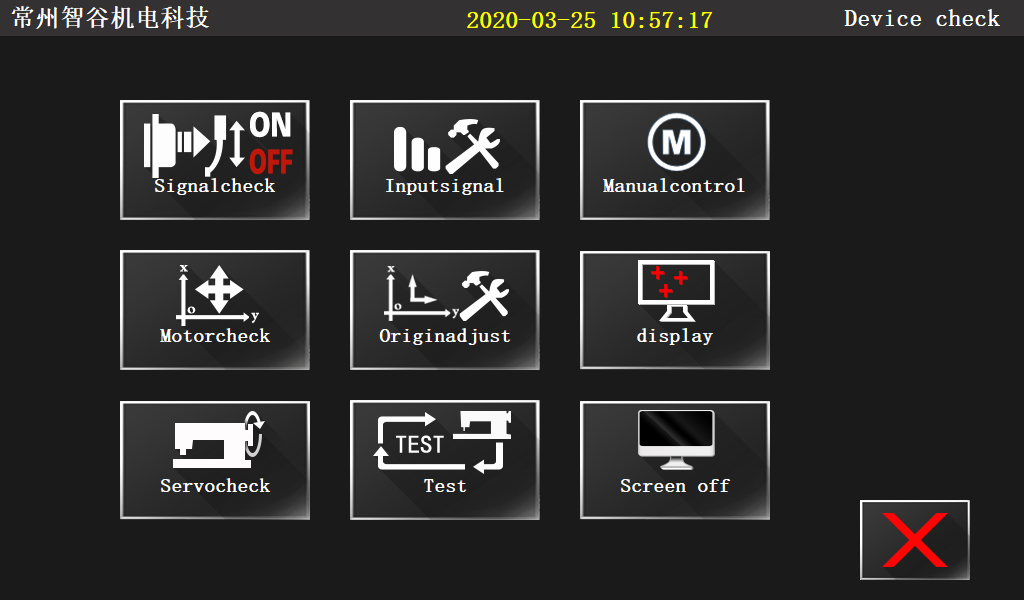 常州智谷机电科技
2020-03-25 10:57:17
Device check
ON
OFF
Signalcheck
Inputsignal
M
Manualcontrol
x
o
y
Motorcheck
x
o
y
Originadjust
display
Servocheck
TEST
Test
Screen off